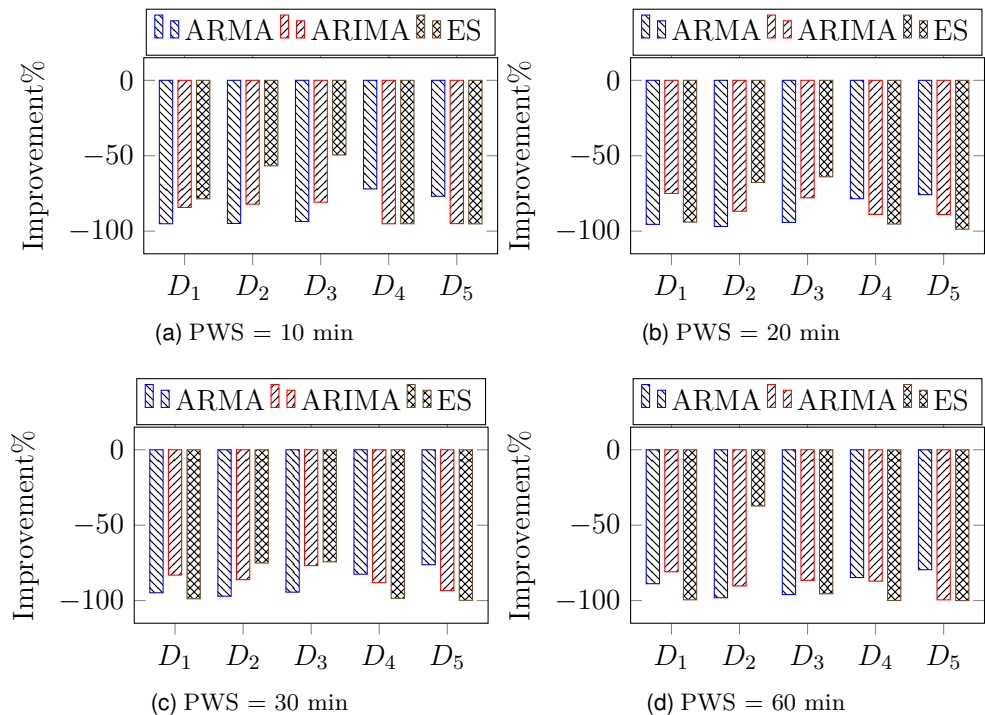 ARMA ARIMA ES
Improvement%
0
−50
−100
D1 D2 D3 D4 D5
(a) PWS = 10 min
ARMA ARIMA ES
Improvement%
0
−50
−100
D1 D2 D3 D4 D5
(b) PWS = 20 min
ARMA ARIMA ES
Improvement%
0
−50
−100
D1 D2 D3 D4 D5
(c) PWS = 30 min
ARMA ARIMA ES
Improvement%
0
−50
−100
D1 D2 D3 D4 D5
(d) PWS = 60 min